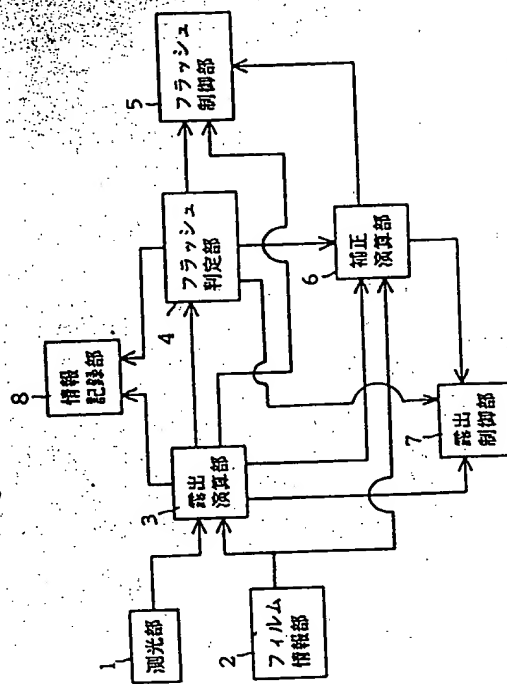 1
測光部
2
フィルム
情報部
3
露出
演算部
4
フラッシュ
判定部
5
フラッシュ
制御部
6
補正
演算部
7
露出
制御部
8
情報
記録部